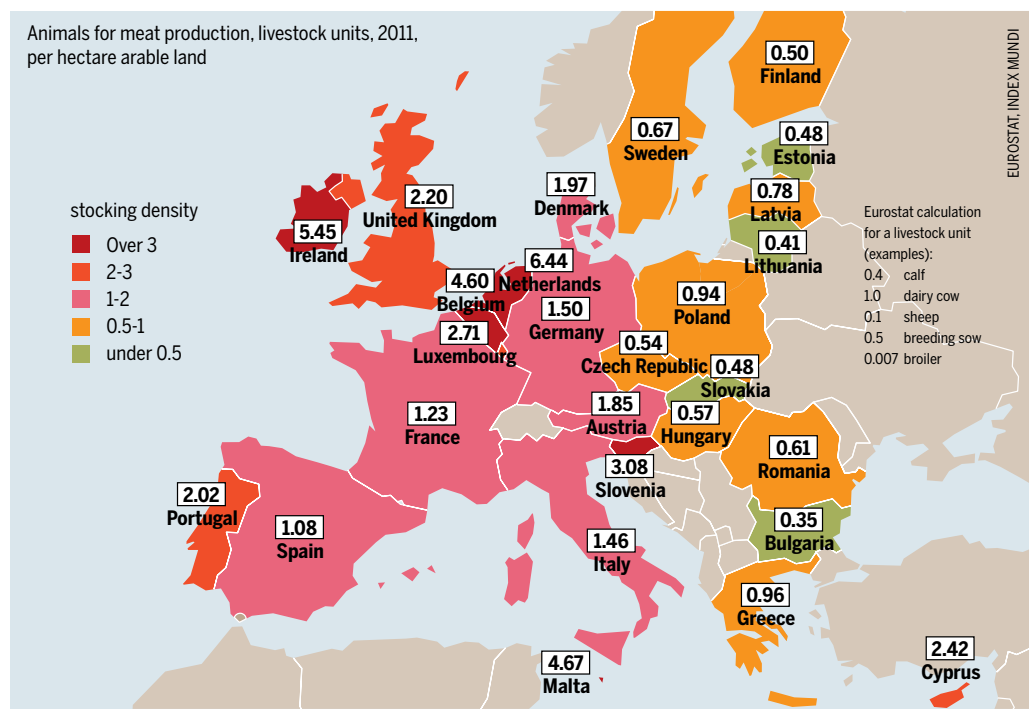 Animals for meat production, livestock units, 2011,
per hectare arable land
EUROSTAT, INDEX MUNDI
0.50
Finland
0.67
Sweden
0.48
Estonia
0.78
Latvia
0.41
Lithuania
1.97
Denmark
2.20
United Kingdom
5.45
Ireland
stocking density
Over 3
2-3
1-2
0.5-1
under 0.5
Eurostat calculation
for a livestock unit
(examples):
0.4 calf
1.0 dairy cow
0.1 sheep
0.5 breeding sow
0.007 broiler
6.44
Netherlands
4.60
Belgium
2.71
Luxembourg
1.50
Germany
0.94
Poland
0.54
Czech Republic
0.48
Slovakia
1.85
Austria
0.57
Hungary
1.23
France
3.08
Slovenia
0.61
Romania
0.35
Bulgaria
2.02
Portugal
1.08
Spain
1.46
Italy
0.96
Greece
4.67
Malta
2.42
Cyprus